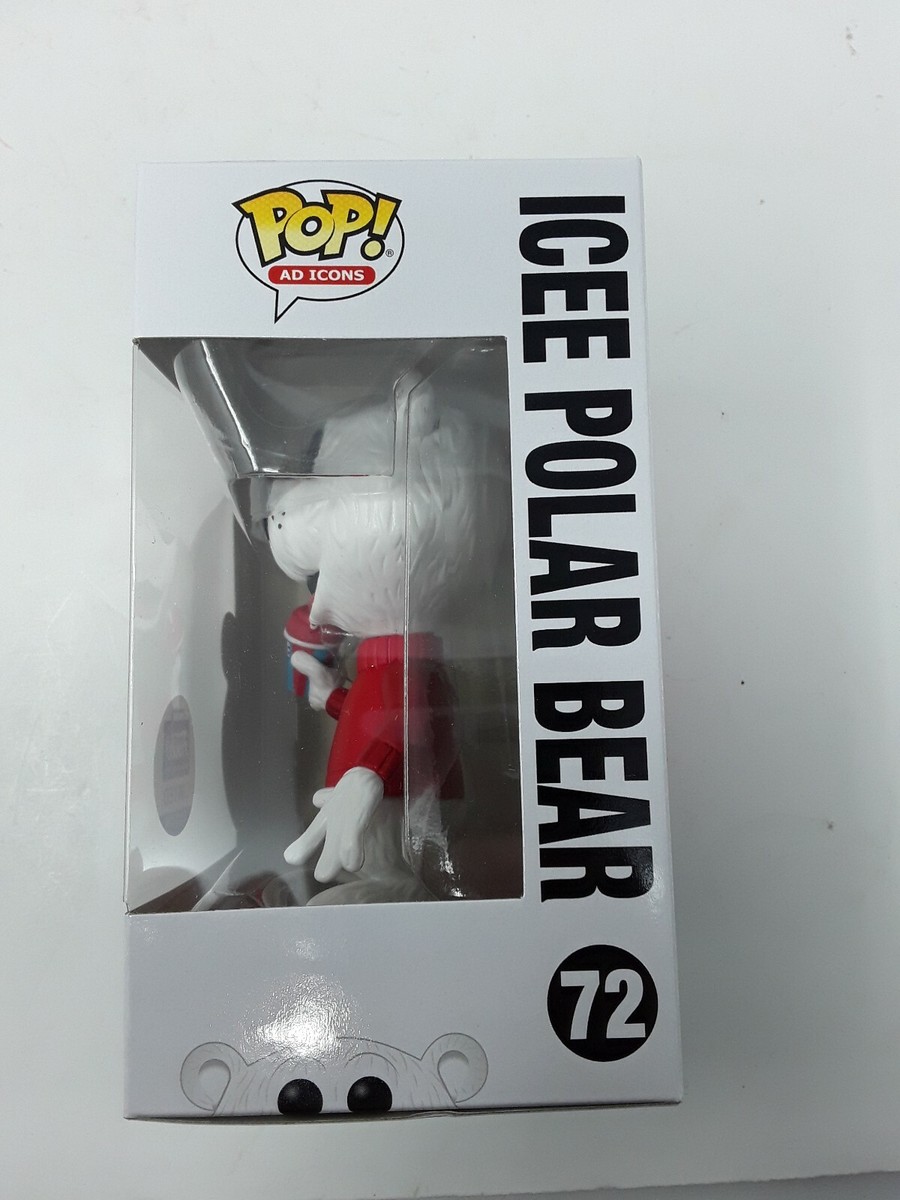 POP!®
AD ICONS
ICEE POLAR BEAR
72